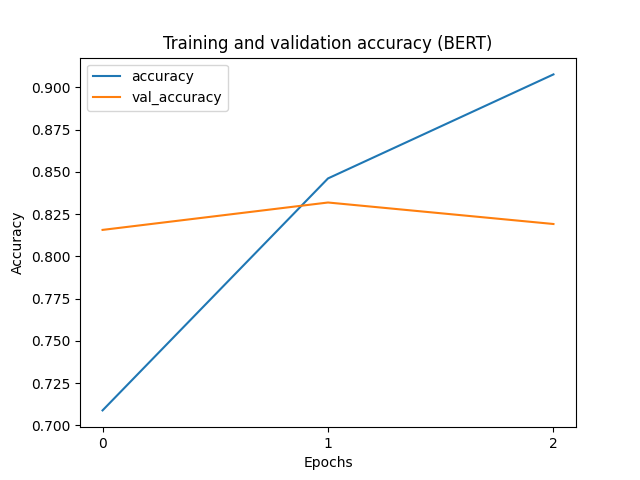 Training and validation accuracy (BERT)
accuracy
val_accuracy
0.900
0.875
0.850
0.825
0.800
0.775
0.750
0.725
0.700
Accuracy
0 1 2
Epochs